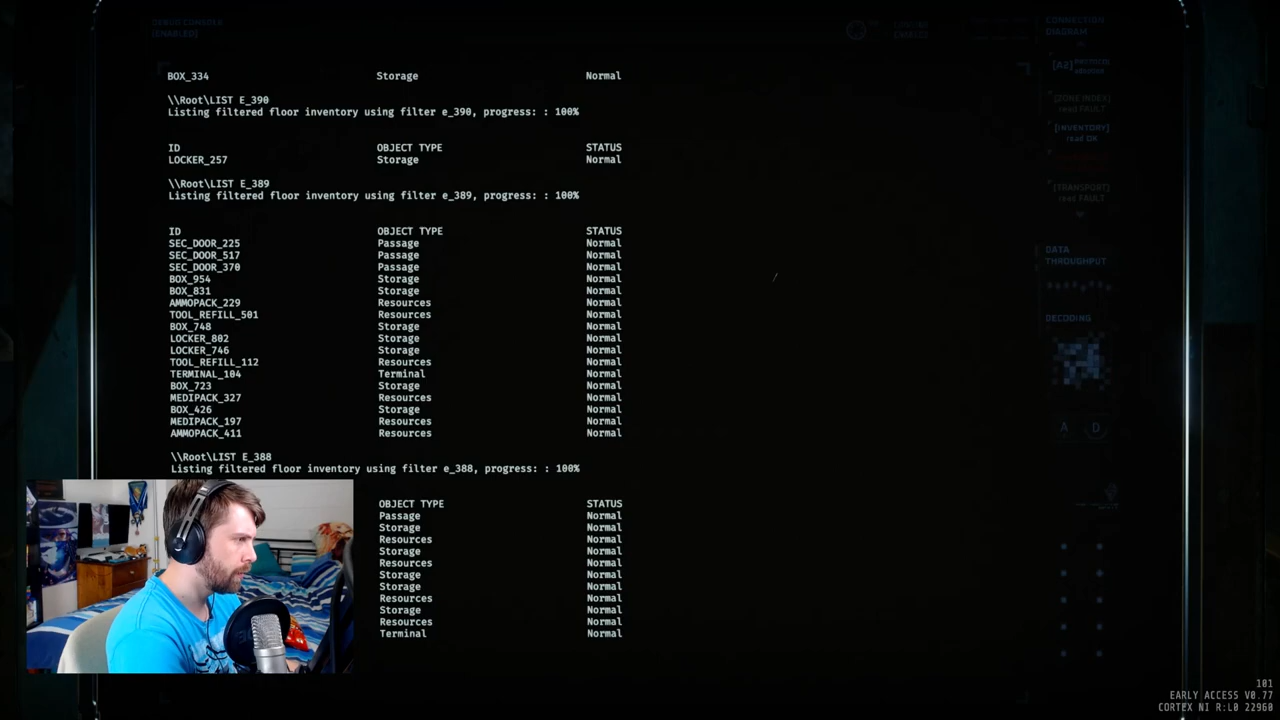 DEBUG CONSOLE
[ENABLED]
CONNECTION
DIAGRAM
BOX_334 Storage Normal
\\Root\LIST E_390
Listing filtered floor inventory using filter e_390, progress: : 100%
ID OBJECT TYPE STATUS
LOCKER_257 Storage Normal
\\Root\LIST E_389
Listing filtered floor inventory using filter e_389, progress: : 100%
ID OBJECT TYPE STATUS
SEC_DOOR_225 Passage Normal
SEC_DOOR_517 Passage Normal
SEC_DOOR_370 Passage Normal
BOX_954 Storage Normal
BOX_831 Storage Normal
AMMOPACK_229 Resources Normal
TOOL_REFILL_501 Resources Normal
BOX_748 Storage Normal
LOCKER_802 Storage Normal
LOCKER_746 Storage Normal
TOOL_REFILL_112 Resources Normal
TERMINAL_104 Terminal Normal
BOX_723 Storage Normal
MEDIPACK_327 Resources Normal
BOX_426 Storage Normal
MEDIPACK_197 Resources Normal
AMMOPACK_411 Resources Normal
\\Root\LIST E_388
Listing filtered floor inventory using filter e_388, progress: : 100%
OBJECT TYPE STATUS
Passage Normal
Storage Normal
Resources Normal
Storage Normal
Resources Normal
Storage Normal
Storage Normal
Resources Normal
Storage Normal
Resources Normal
Terminal Normal
[A2]
[ZONE INDEX]
read FAULT
[INVENTORY]
read OK
[TRANSPORT]
read FAULT
DATA
THROUGHPUT
DECODING
A D
101
EARLY ACCESS V0.77
CORTEX NI R:L0 22960